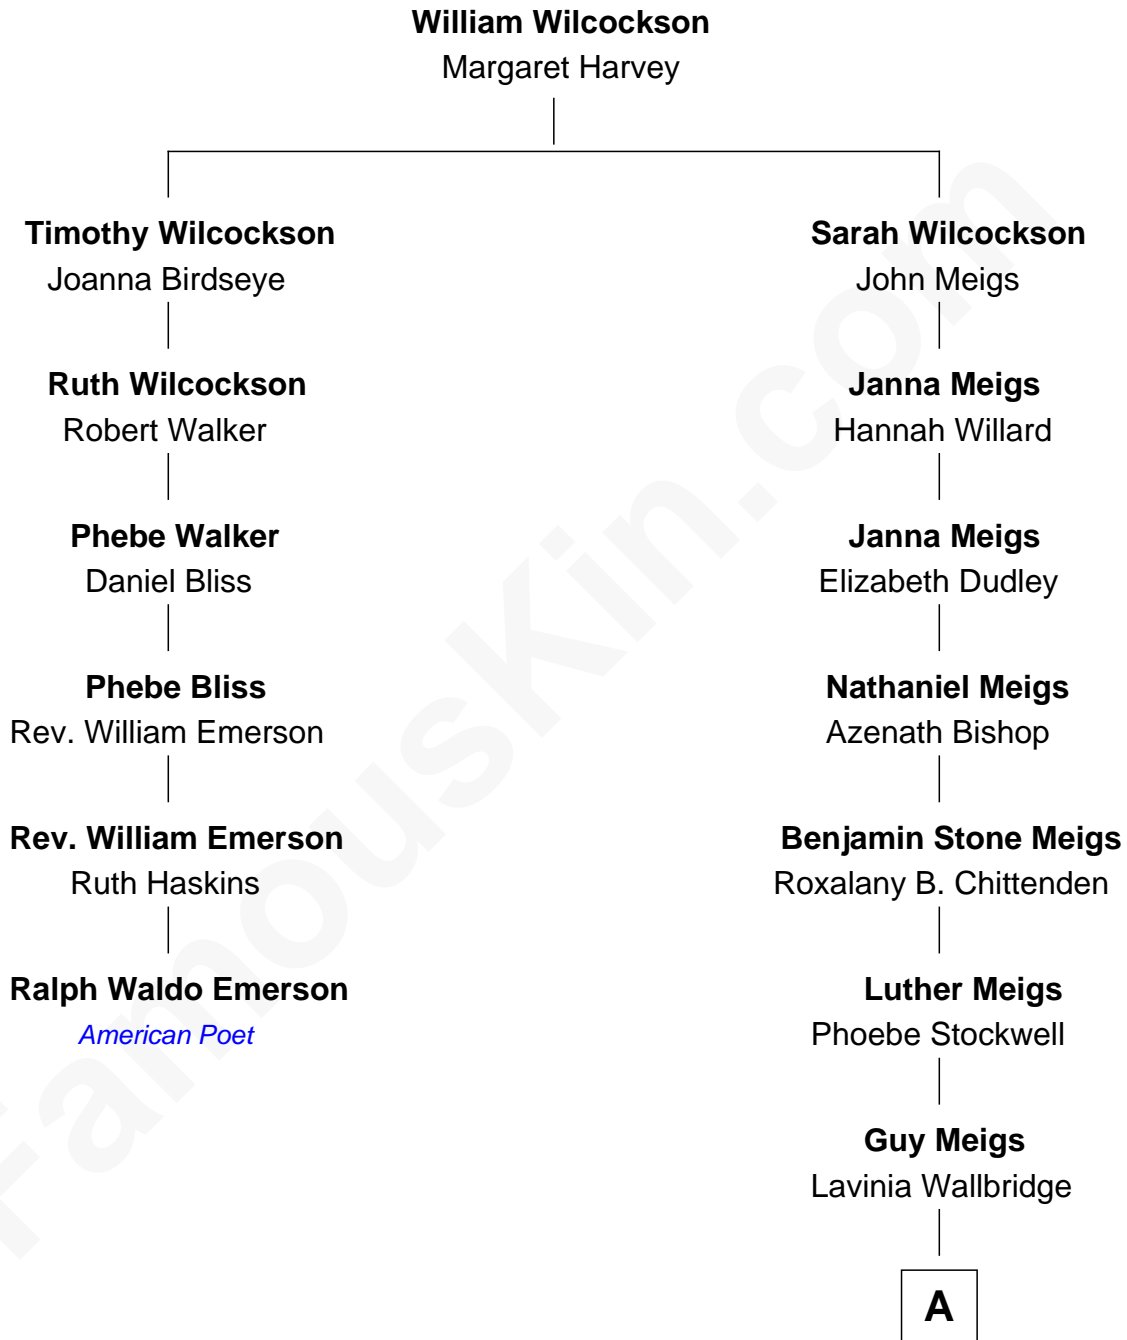 William Wilcockson
Margaret Harvey
Timothy Wilcockson
Joanna Birdseye
Ruth Wilcockson
Robert Walker
Phebe Walker
Daniel Bliss
Phebe Bliss
Rev. William Emerson
Rev. William Emerson
Ruth Haskins
Ralph Waldo Emerson
American Poet
Sarah Wilcockson
John Meigs
Janna Meigs
Hannah Willard
Janna Meigs
Elizabeth Dudley
Nathaniel Meigs
Azenath Bishop
Benjamin Stone Meigs
Roxalany B. Chittenden
Luther Meigs
Phoebe Stockwell
Guy Meigs
Lavinia Wallbridge
A
FamousKin.com